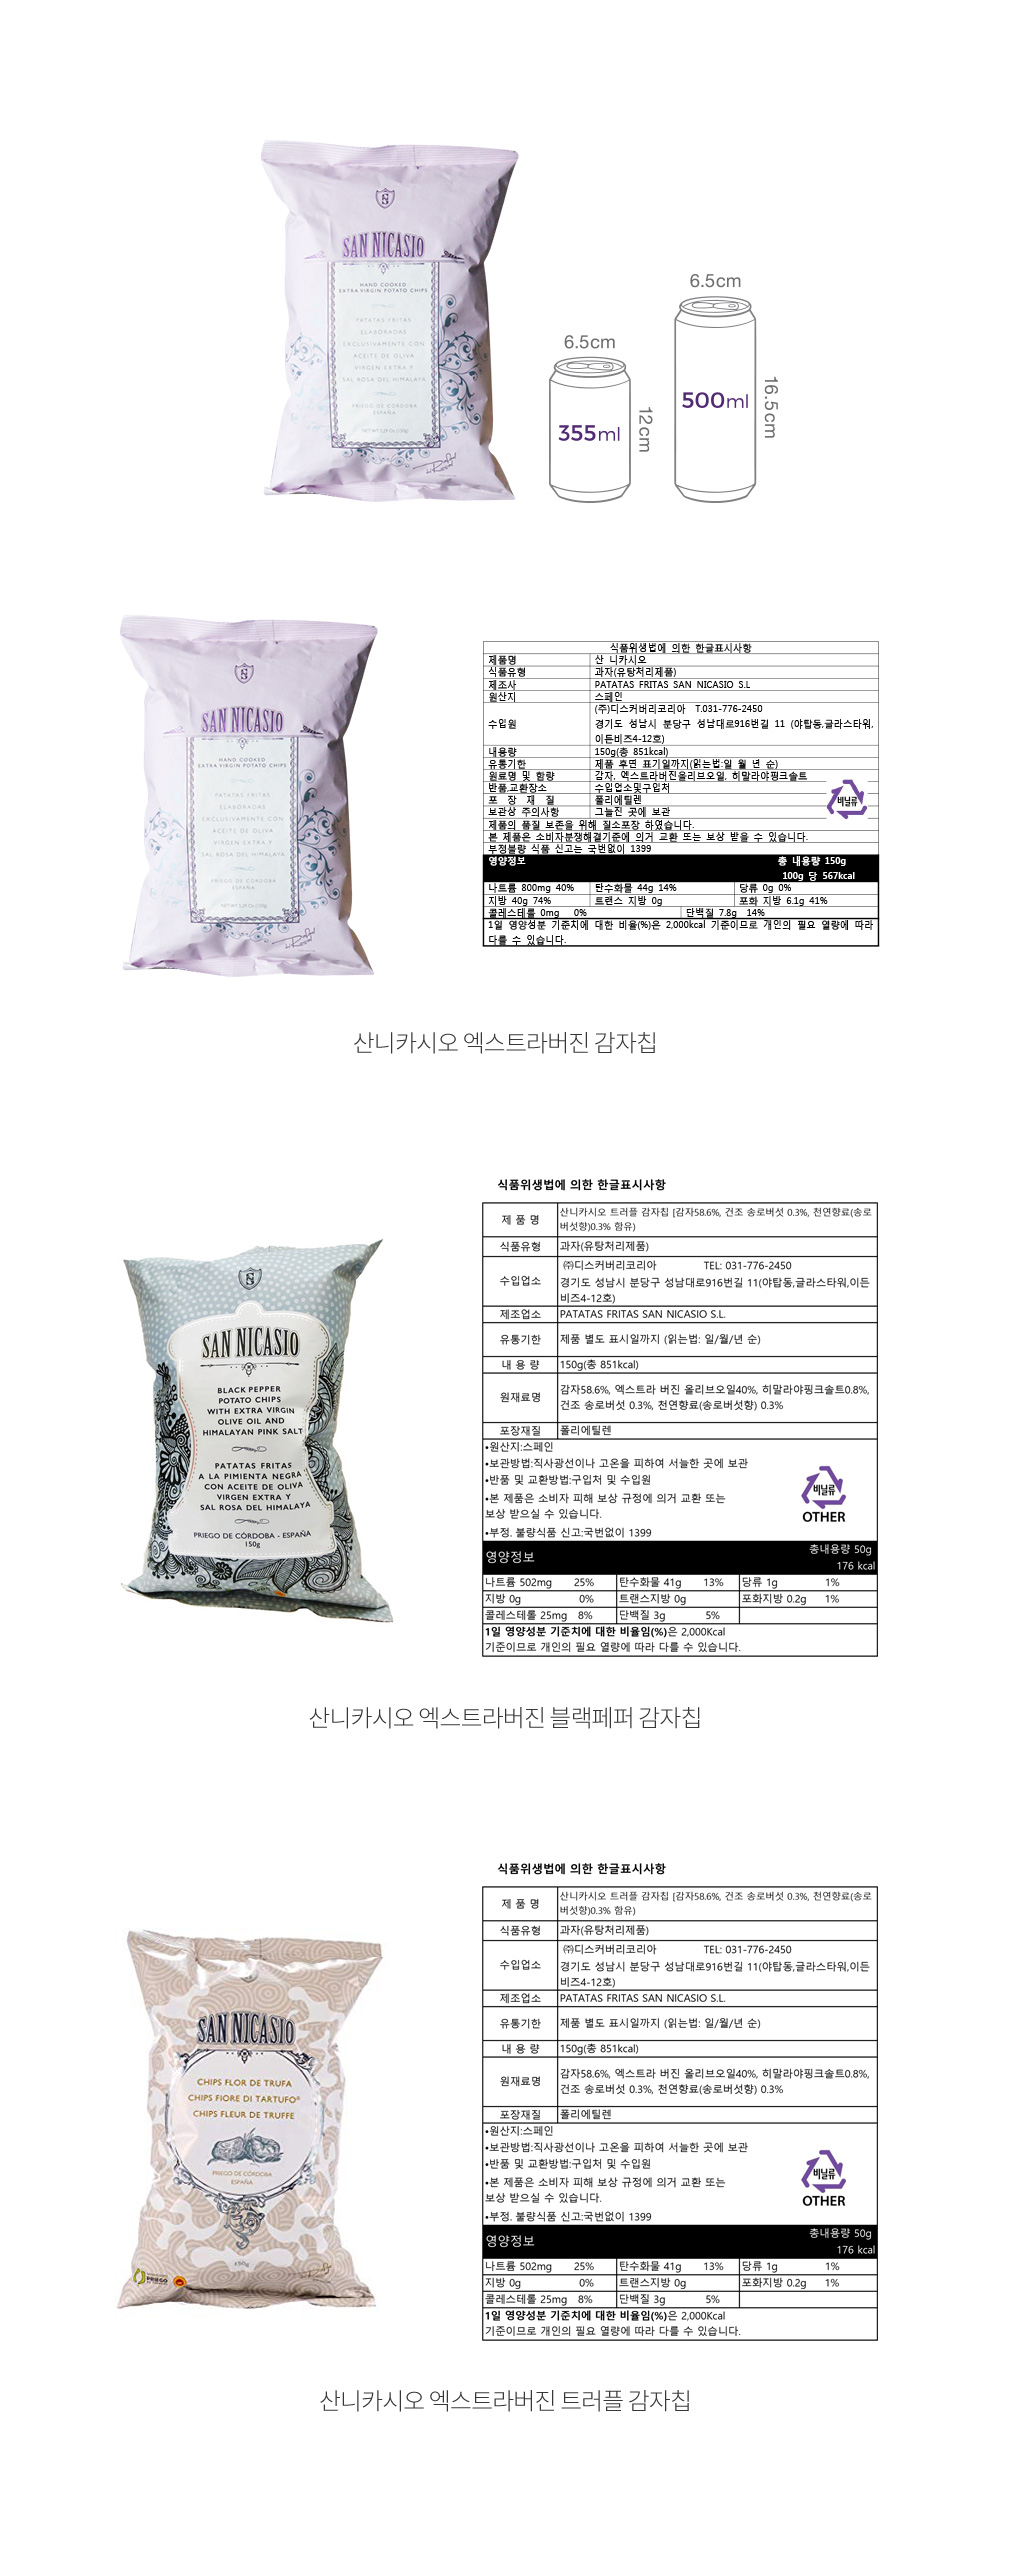 SAN NICASIO
HAND COOKED
EXTRA VIRGIN POTATO CHIPS
PATATAS FRITAS
ELABORADAS
EXCLUSIVAMENTE CON
ACEITE DE OLIVA
VIRGEN EXTRA Y
SAL ROSA DEL HIMALAYA
PRIEGO DE CÓRDOBA
ESPAÑA
6.5cm
355ml
12cm
6.5cm
500ml
16.5cm
SAN NICASIO
HAND COOKED
EXTRA VIRGIN POTATO CHIPS
PATATAS FRITAS
ELABORADAS
EXCLUSIVAMENTE CON
ACEITE DE OLIVA
VIRGEN EXTRA Y
SAL ROSA DEL HIMALAYA
PRIEGO DE CÓRDOBA
ESPAÑA
식품위생법에 의한 한글표시사항
제품명 산 니카시오
식품유형 과자(유탕처리제품)
제조사 PATATAS FRITAS SAN NICASIO S.L
원산지 스페인
수입원 (주)디스커버리코리아 T.031-776-2450
경기도 성남시 분당구 성남대로916번길 11 (야탑동,글라스타워,
이든비즈4-12호)
내용량 150g(총 851kcal)
유통기한 제품 후면 표기일까지(읽는법:일 월 년 순)
원료명 및 함량 감자, 엑스트라버진올리브오일, 히말라야핑크솔트
반품,교환장소 수입업소및구입처
포 장 재 질 폴리에틸렌
보관상 주의사항 그늘진 곳에 보관
비닐류
제품의 품질 보존을 위해 질소포장 하였습니다.
본 제품은 소비자분쟁해결기준에 의거 교환 또는 보상 받을 수 있습니다.
부정불량 식품 신고는 국번없이 1399
영양정보 총 내용량 150g
100g 당 567kcal
나트륨 800mg 40% 탄수화물 44g 14% 당류 0g 0%
지방 40g 74% 트랜스 지방 0g 포화 지방 6.1g 41%
콜레스테롤 0mg 0% 단백질 7.8g 14%
1일 영양성분 기준치에 대한 비율(%)은 2,000kcal 기준이므로 개인의 필요 열량에 따라
다를 수 있습니다.
산니카시오 엑스트라버진 감자칩
SAN NICASIO
BLACK PEPPER
POTATO CHIPS
WITH EXTRA VIRGIN
OLIVE OIL AND
HIMALAYAN PINK SALT
PATATAS FRITAS
A LA PIMIENTA NEGRA
CON ACEITE DE OLIVA
VIRGEN EXTRA Y
SAL ROSA DEL HIMALAYA
PRIEGO DE CÓRDOBA - ESPAÑA
150g
식품위생법에 의한 한글표시사항
제 품 명 산니카시오 트러플 감자칩 [감자58.6%, 건조 송로버섯 0.3%, 천연향료(송로
버섯향)0.3% 함유)
식품유형 과자(유탕처리제품)
수입업소 ㈜디스커버리코리아 TEL: 031-776-2450
경기도 성남시 분당구 성남대로916번길 11(야탑동,글라스타워,이든
비즈4-12호)
제조업소 PATATAS FRITAS SAN NICASIO S.L.
유통기한 제품 별도 표시일까지 (읽는법: 일/월/년 순)
내 용 량 150g(총 851kcal)
원재료명 감자58.6%, 엑스트라 버진 올리브오일40%, 히말라야핑크솔트0.8%,
건조 송로버섯 0.3%, 천연향료(송로버섯향) 0.3%
포장재질 폴리에틸렌
•원산지:스페인
•보관방법:직사광선이나 고온을 피하여 서늘한 곳에 보관
•반품 및 교환방법:구입처 및 수입원
•본 제품은 소비자 피해 보상 규정에 의거 교환 또는
보상 받으실 수 있습니다.
•부정. 불량식품 신고:국번없이 1399
비닐류
OTHER
영양정보 총내용량 50g
176 kcal
나트륨 502mg 25% 탄수화물 41g 13% 당류 1g 1%
지방 0g 0% 트랜스지방 0g 포화지방 0.2g 1%
콜레스테롤 25mg 8% 단백질 3g 5%
1일 영양성분 기준치에 대한 비율임(%)은 2,000Kcal
기준이므로 개인의 필요 열량에 따라 다를 수 있습니다.
산니카시오 엑스트라버진 블랙페퍼 감자칩
SAN NICASIO
CHIPS FLOR DE TRUFA
CHIPS FIORE DI TARTUFO®
CHIPS FLEUR DE TRUFFE
PRIEGO DE CÓRDOBA
ESPAÑA
150g
PRIEGO
식품위생법에 의한 한글표시사항
제 품 명 산니카시오 트러플 감자칩 [감자58.6%, 건조 송로버섯 0.3%, 천연향료(송로
버섯향)0.3% 함유)
식품유형 과자(유탕처리제품)
수입업소 ㈜디스커버리코리아 TEL: 031-776-2450
경기도 성남시 분당구 성남대로916번길 11(야탑동,글라스타워,이든
비즈4-12호)
제조업소 PATATAS FRITAS SAN NICASIO S.L.
유통기한 제품 별도 표시일까지 (읽는법: 일/월/년 순)
내 용 량 150g(총 851kcal)
원재료명 감자58.6%, 엑스트라 버진 올리브오일40%, 히말라야핑크솔트0.8%,
건조 송로버섯 0.3%, 천연향료(송로버섯향) 0.3%
포장재질 폴리에틸렌
•원산지:스페인
•보관방법:직사광선이나 고온을 피하여 서늘한 곳에 보관
•반품 및 교환방법:구입처 및 수입원
•본 제품은 소비자 피해 보상 규정에 의거 교환 또는
보상 받으실 수 있습니다.
•부정. 불량식품 신고:국번없이 1399
비닐류
OTHER
영양정보 총내용량 50g
176 kcal
나트륨 502mg 25% 탄수화물 41g 13% 당류 1g 1%
지방 0g 0% 트랜스지방 0g 포화지방 0.2g 1%
콜레스테롤 25mg 8% 단백질 3g 5%
1일 영양성분 기준치에 대한 비율임(%)은 2,000Kcal
기준이므로 개인의 필요 열량에 따라 다를 수 있습니다.
산니카시오 엑스트라버진 트러플 감자칩